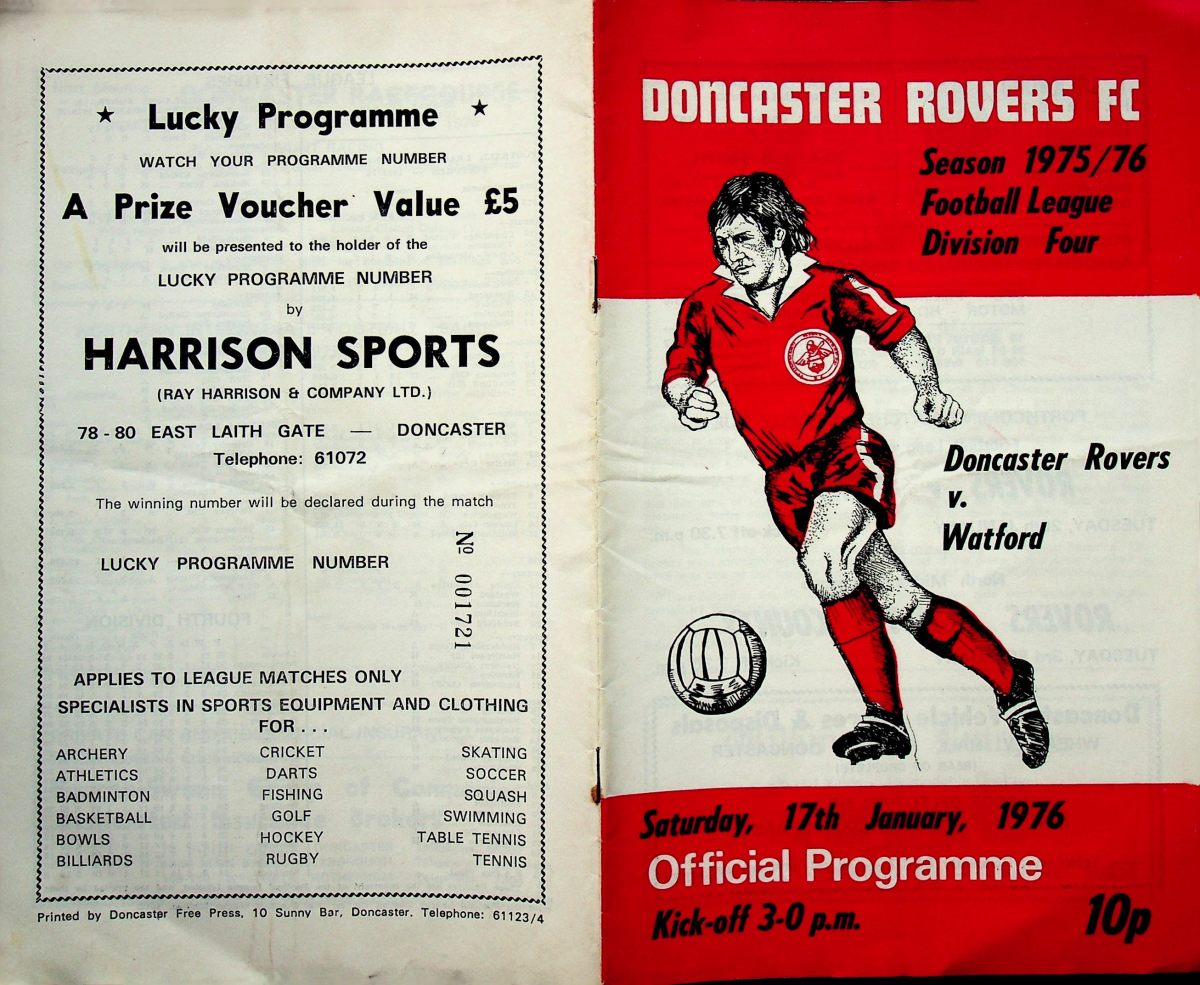 ★ Lucky Programme ★
WATCH YOUR PROGRAMME NUMBER
A Prize Voucher Value £5
will be presented to the holder of the
LUCKY PROGRAMME NUMBER
by
HARRISON SPORTS
(RAY HARRISON & COMPANY LTD.)
78 - 80 EAST LAITH GATE — DONCASTER
Telephone: 61072
The winning number will be declared during the match
LUCKY PROGRAMME NUMBER
Nº 001721
APPLIES TO LEAGUE MATCHES ONLY
SPECIALISTS IN SPORTS EQUIPMENT AND CLOTHING
FOR . . .
ARCHERY CRICKET SKATING
ATHLETICS DARTS SOCCER
BADMINTON FISHING SQUASH
BASKETBALL GOLF SWIMMING
BOWLS HOCKEY TABLE TENNIS
BILLIARDS RUGBY TENNIS
Printed by Doncaster Free Press, 10 Sunny Bar, Doncaster. Telephone: 61123/4
DONCASTER ROVERS FC
Season 1975/76
Football League
Division Four
Doncaster Rovers
v.
Watford
Saturday, 17th January, 1976
Official Programme
Kick-off 3-0 p.m.
10p